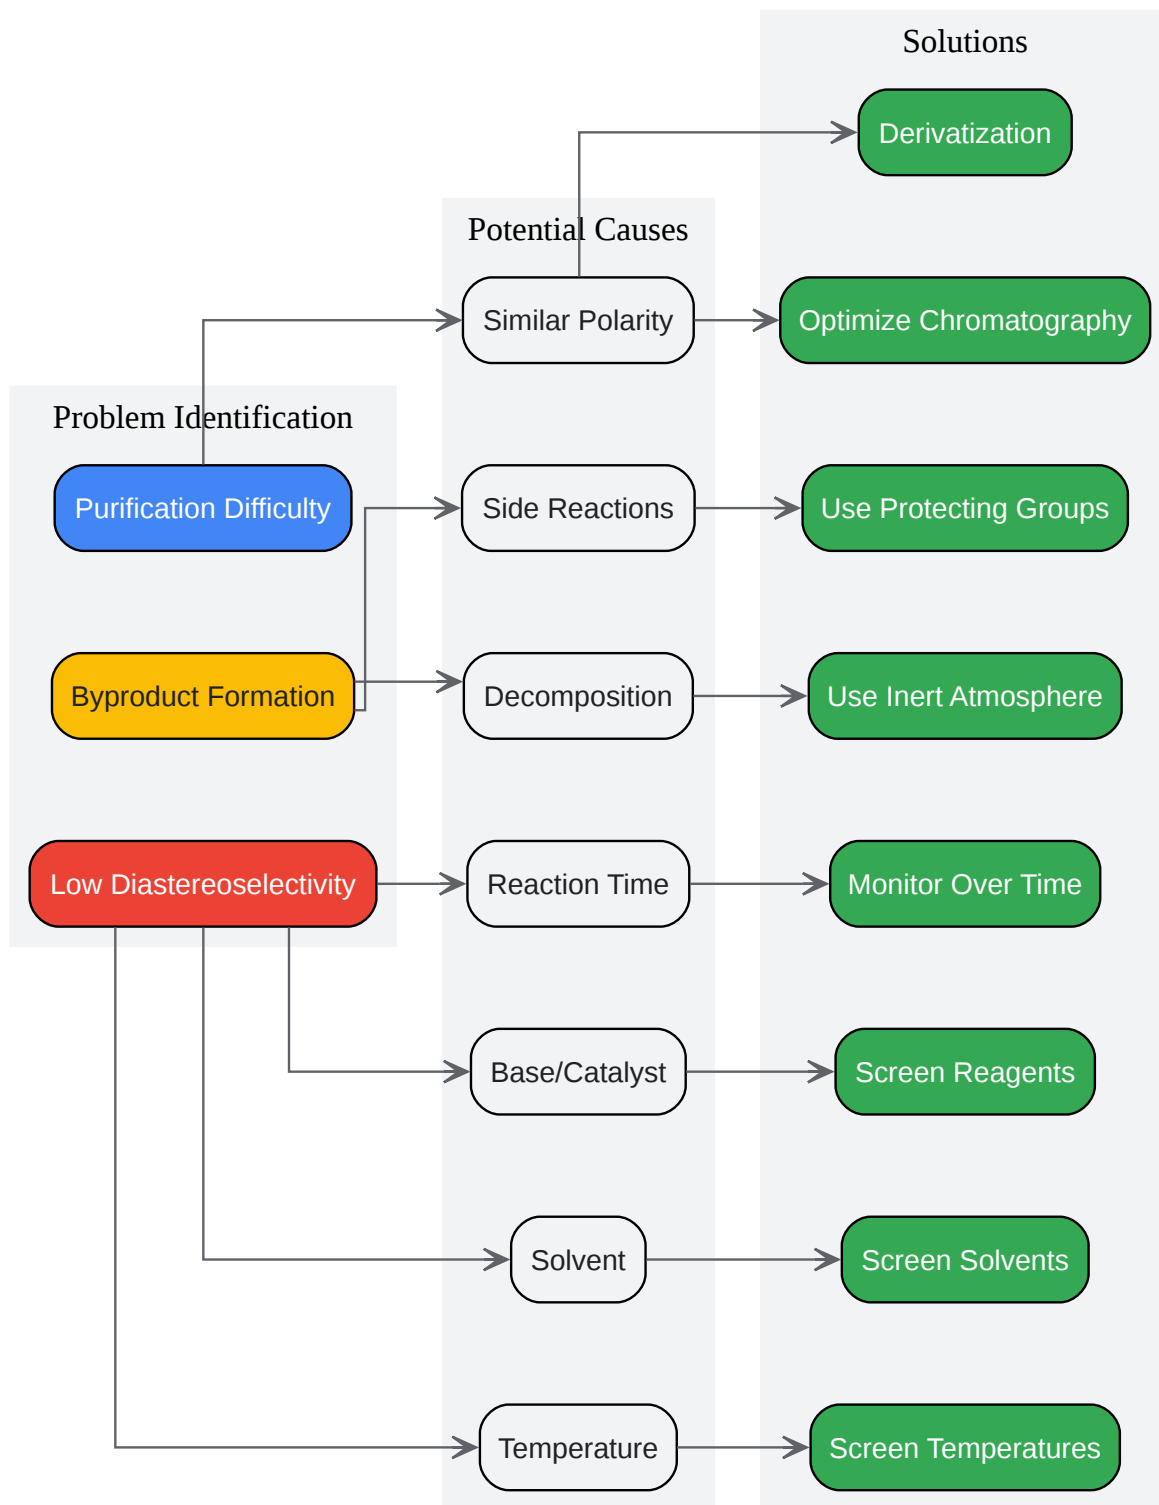 Solutions
Derivatization
Potential Causes
Similar Polarity
Optimize Chromatography
Problem Identification
Purification Difficulty
Side Reactions
Use Protecting Groups
Byproduct Formation
Decomposition
Use Inert Atmosphere
Low Diastereoselectivity
Reaction Time
Monitor Over Time
Base/Catalyst
Screen Reagents
Solvent
Screen Solvents
Temperature
Screen Temperatures